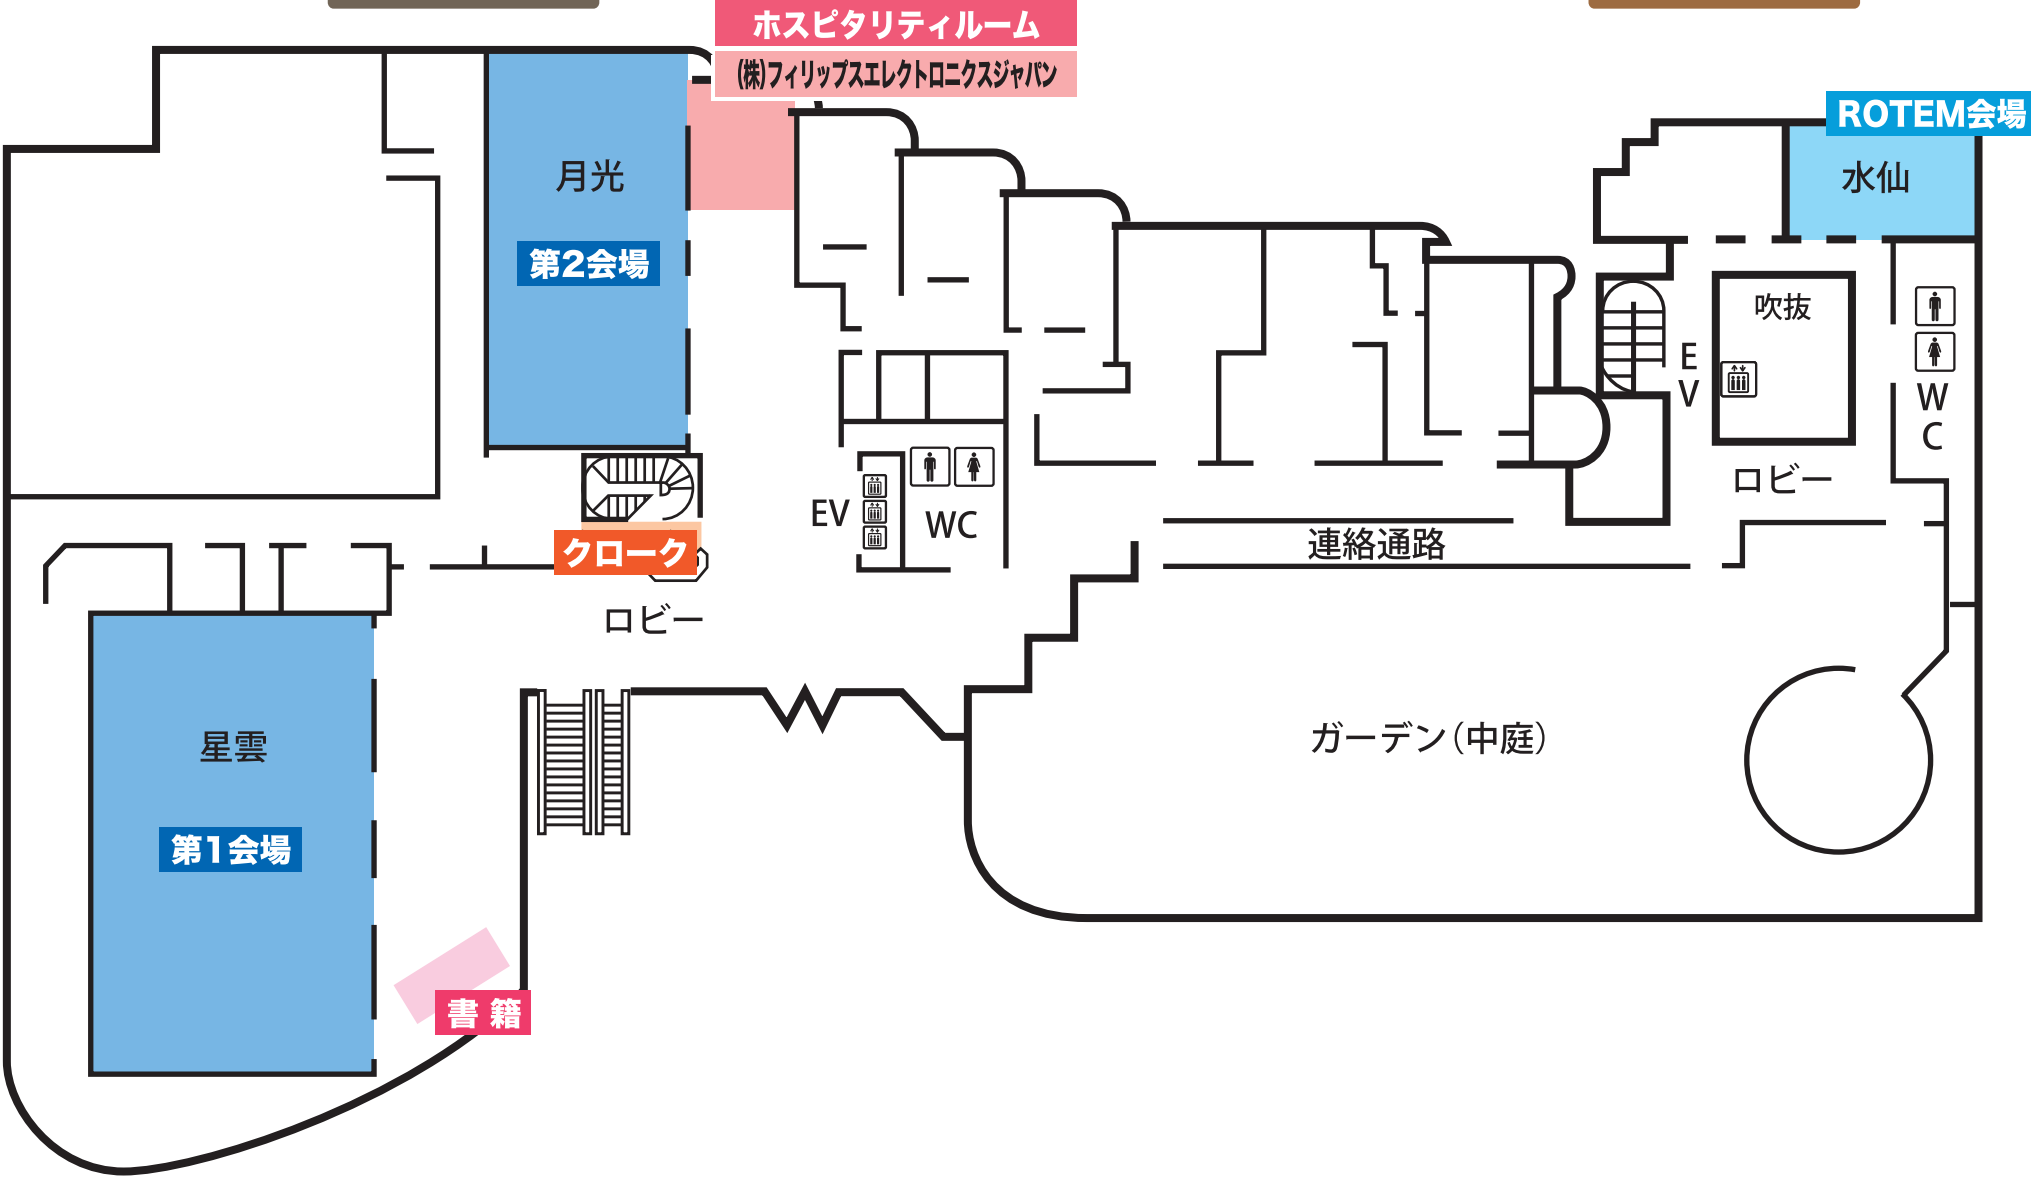 ホスピタリティルーム
(株)フィリップスエレクトロニクスジャパン
ROTEM会場
水仙
月光
第2会場
吹抜
EV
WC
ロビー
EV
WC
連絡通路
クローク
ロビー
星雲
第1会場
ガーデン(中庭)
書 籍